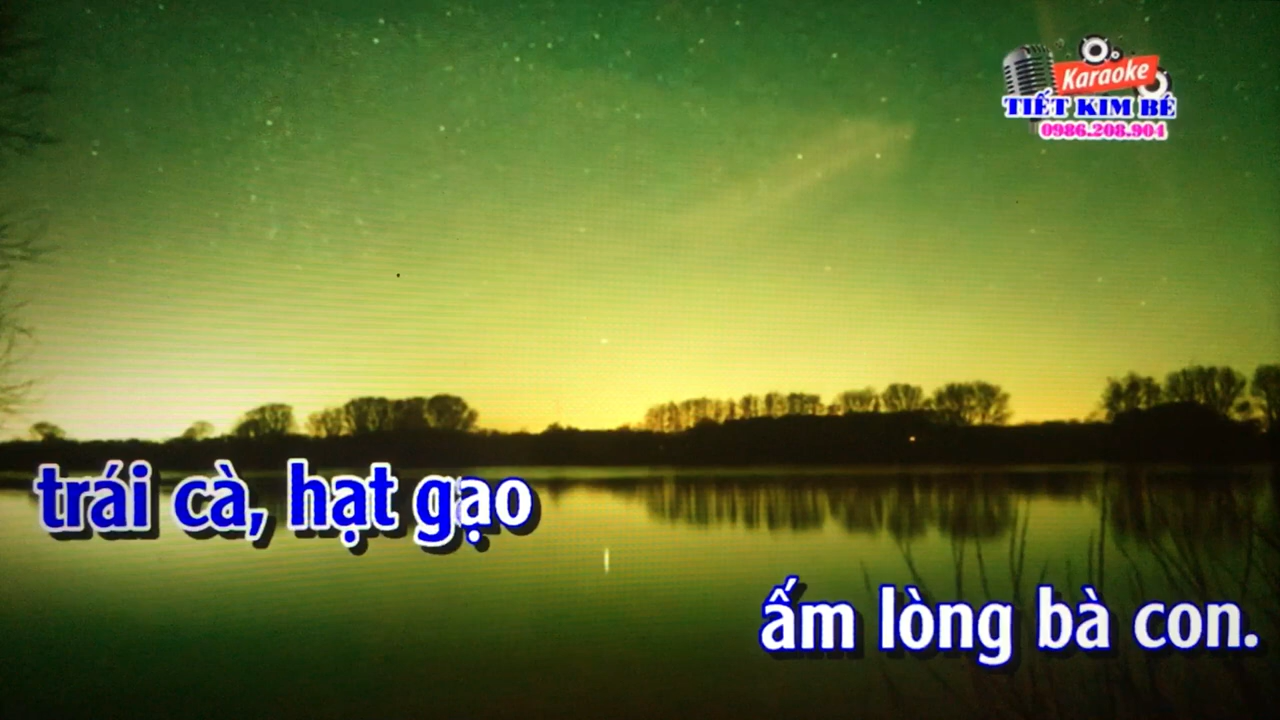 Karaoke
TIẾT KIM BÉ
0986.208.904
trái cà, hạt gạo
ấm lòng bà con.